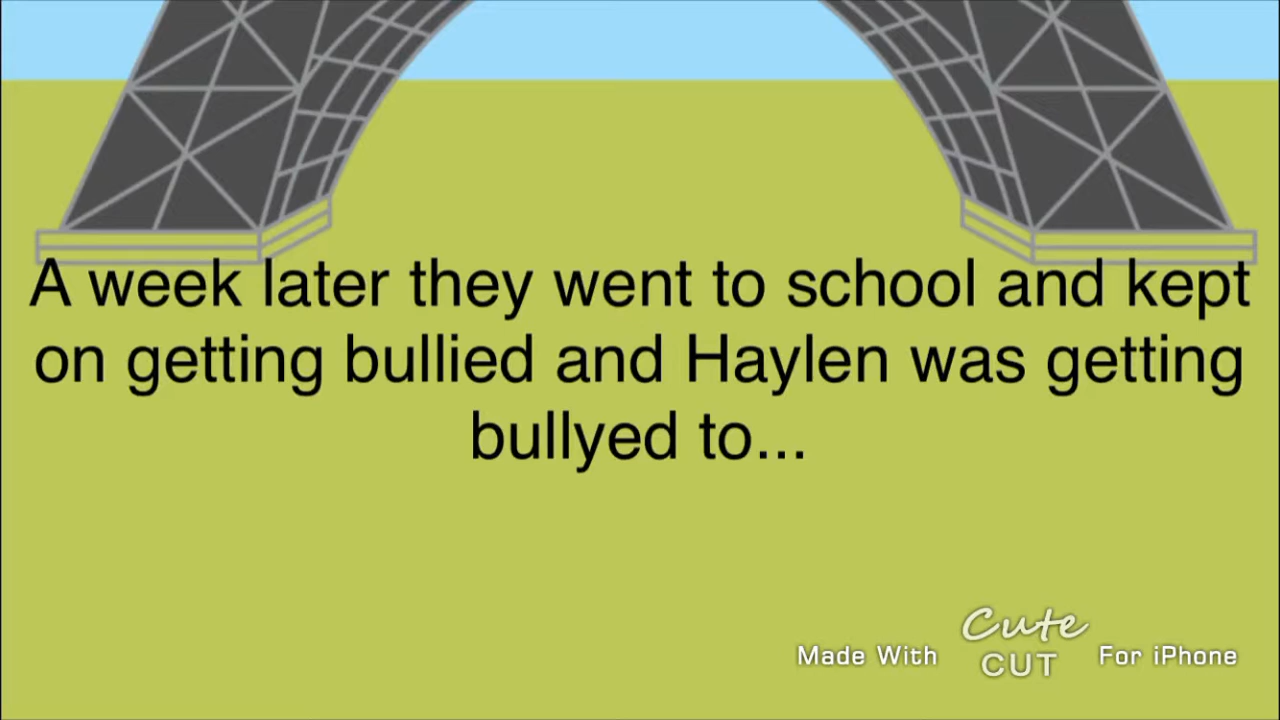 A week later they went to school and kept
on getting bullied and Haylen was getting
bullyed to...
Made With Cute CUT For iPhone